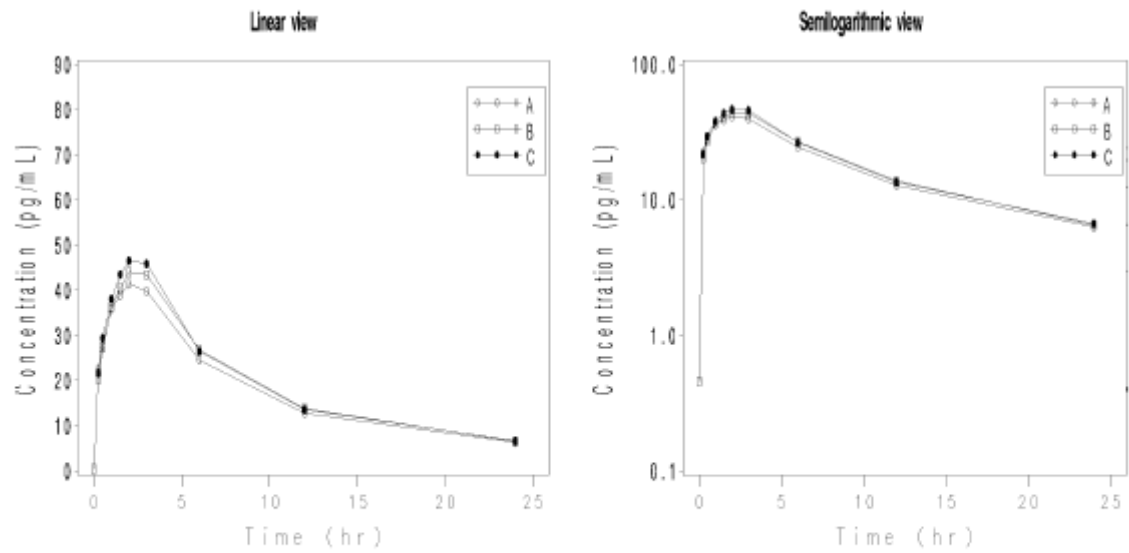 Linear view
90
80
70
60
50
40
30
20
10
0
Concentration (pg/mL)
A
B
C
0 5 10 15 20 25
Time (hr)
Semilogarithmic view
100.0
10.0
1.0
0.1
Concentration (pg/mL)
A
B
C
0 5 10 15 20 25
Time (hr)